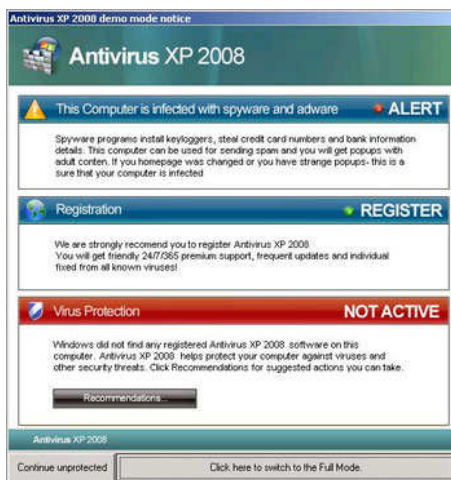 Antivirus XP 2008 demo mode notice
Antivirus XP 2008
This Computer is infected with spyware and adware
ALERT
Spyware programs install keyloggers, steal credit card numbers and bank information
details. This computer can be used for sending spam and you will get popups with
adult conten. If you homepage was changed or you have strange popups- this is a
sure that your computer is infected
Registration
REGISTER
We are strongly recomend you to register Antivirus XP 2008
You will get friendly 24/7/365 premium support, frequent updates and individual
fixed from all known viruses!
Virus Protection
NOT ACTIVE
Windows did not find any registered Antivirus XP 2008 software on this
computer. Antivirus XP 2008 helps protect your computer against viruses and
other security threats. Click Recommendations for suggested actions you can take.
Recommendations...
Antivirus XP 2008
Continue unprotected
Click here to switch to the Full Mode.